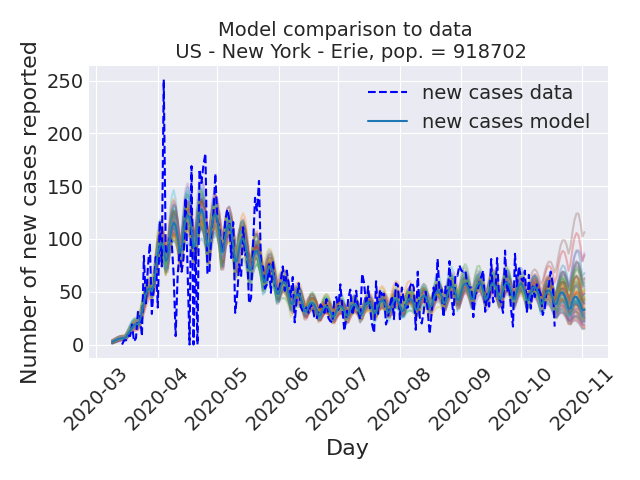 Model comparison to data
US - New York - Erie, pop. = 918702
Number of new cases reported
250
200
150
100
50
0
new cases data
new cases model
2020-03
2020-04
2020-05
2020-06
2020-07
2020-08
2020-09
2020-10
2020-11
Day